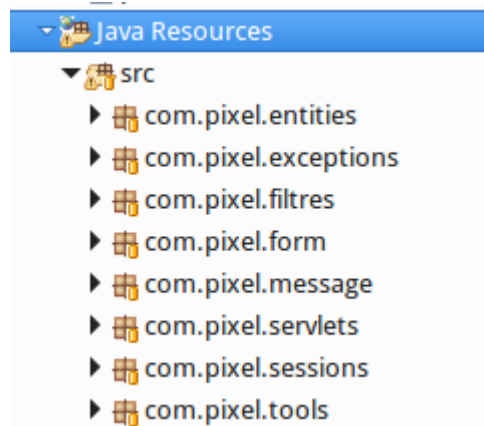 Java Resources
src
com.pixel.entities
com.pixel.exceptions
com.pixel.filtres
com.pixel.form
com.pixel.message
com.pixel.servlets
com.pixel.sessions
com.pixel.tools